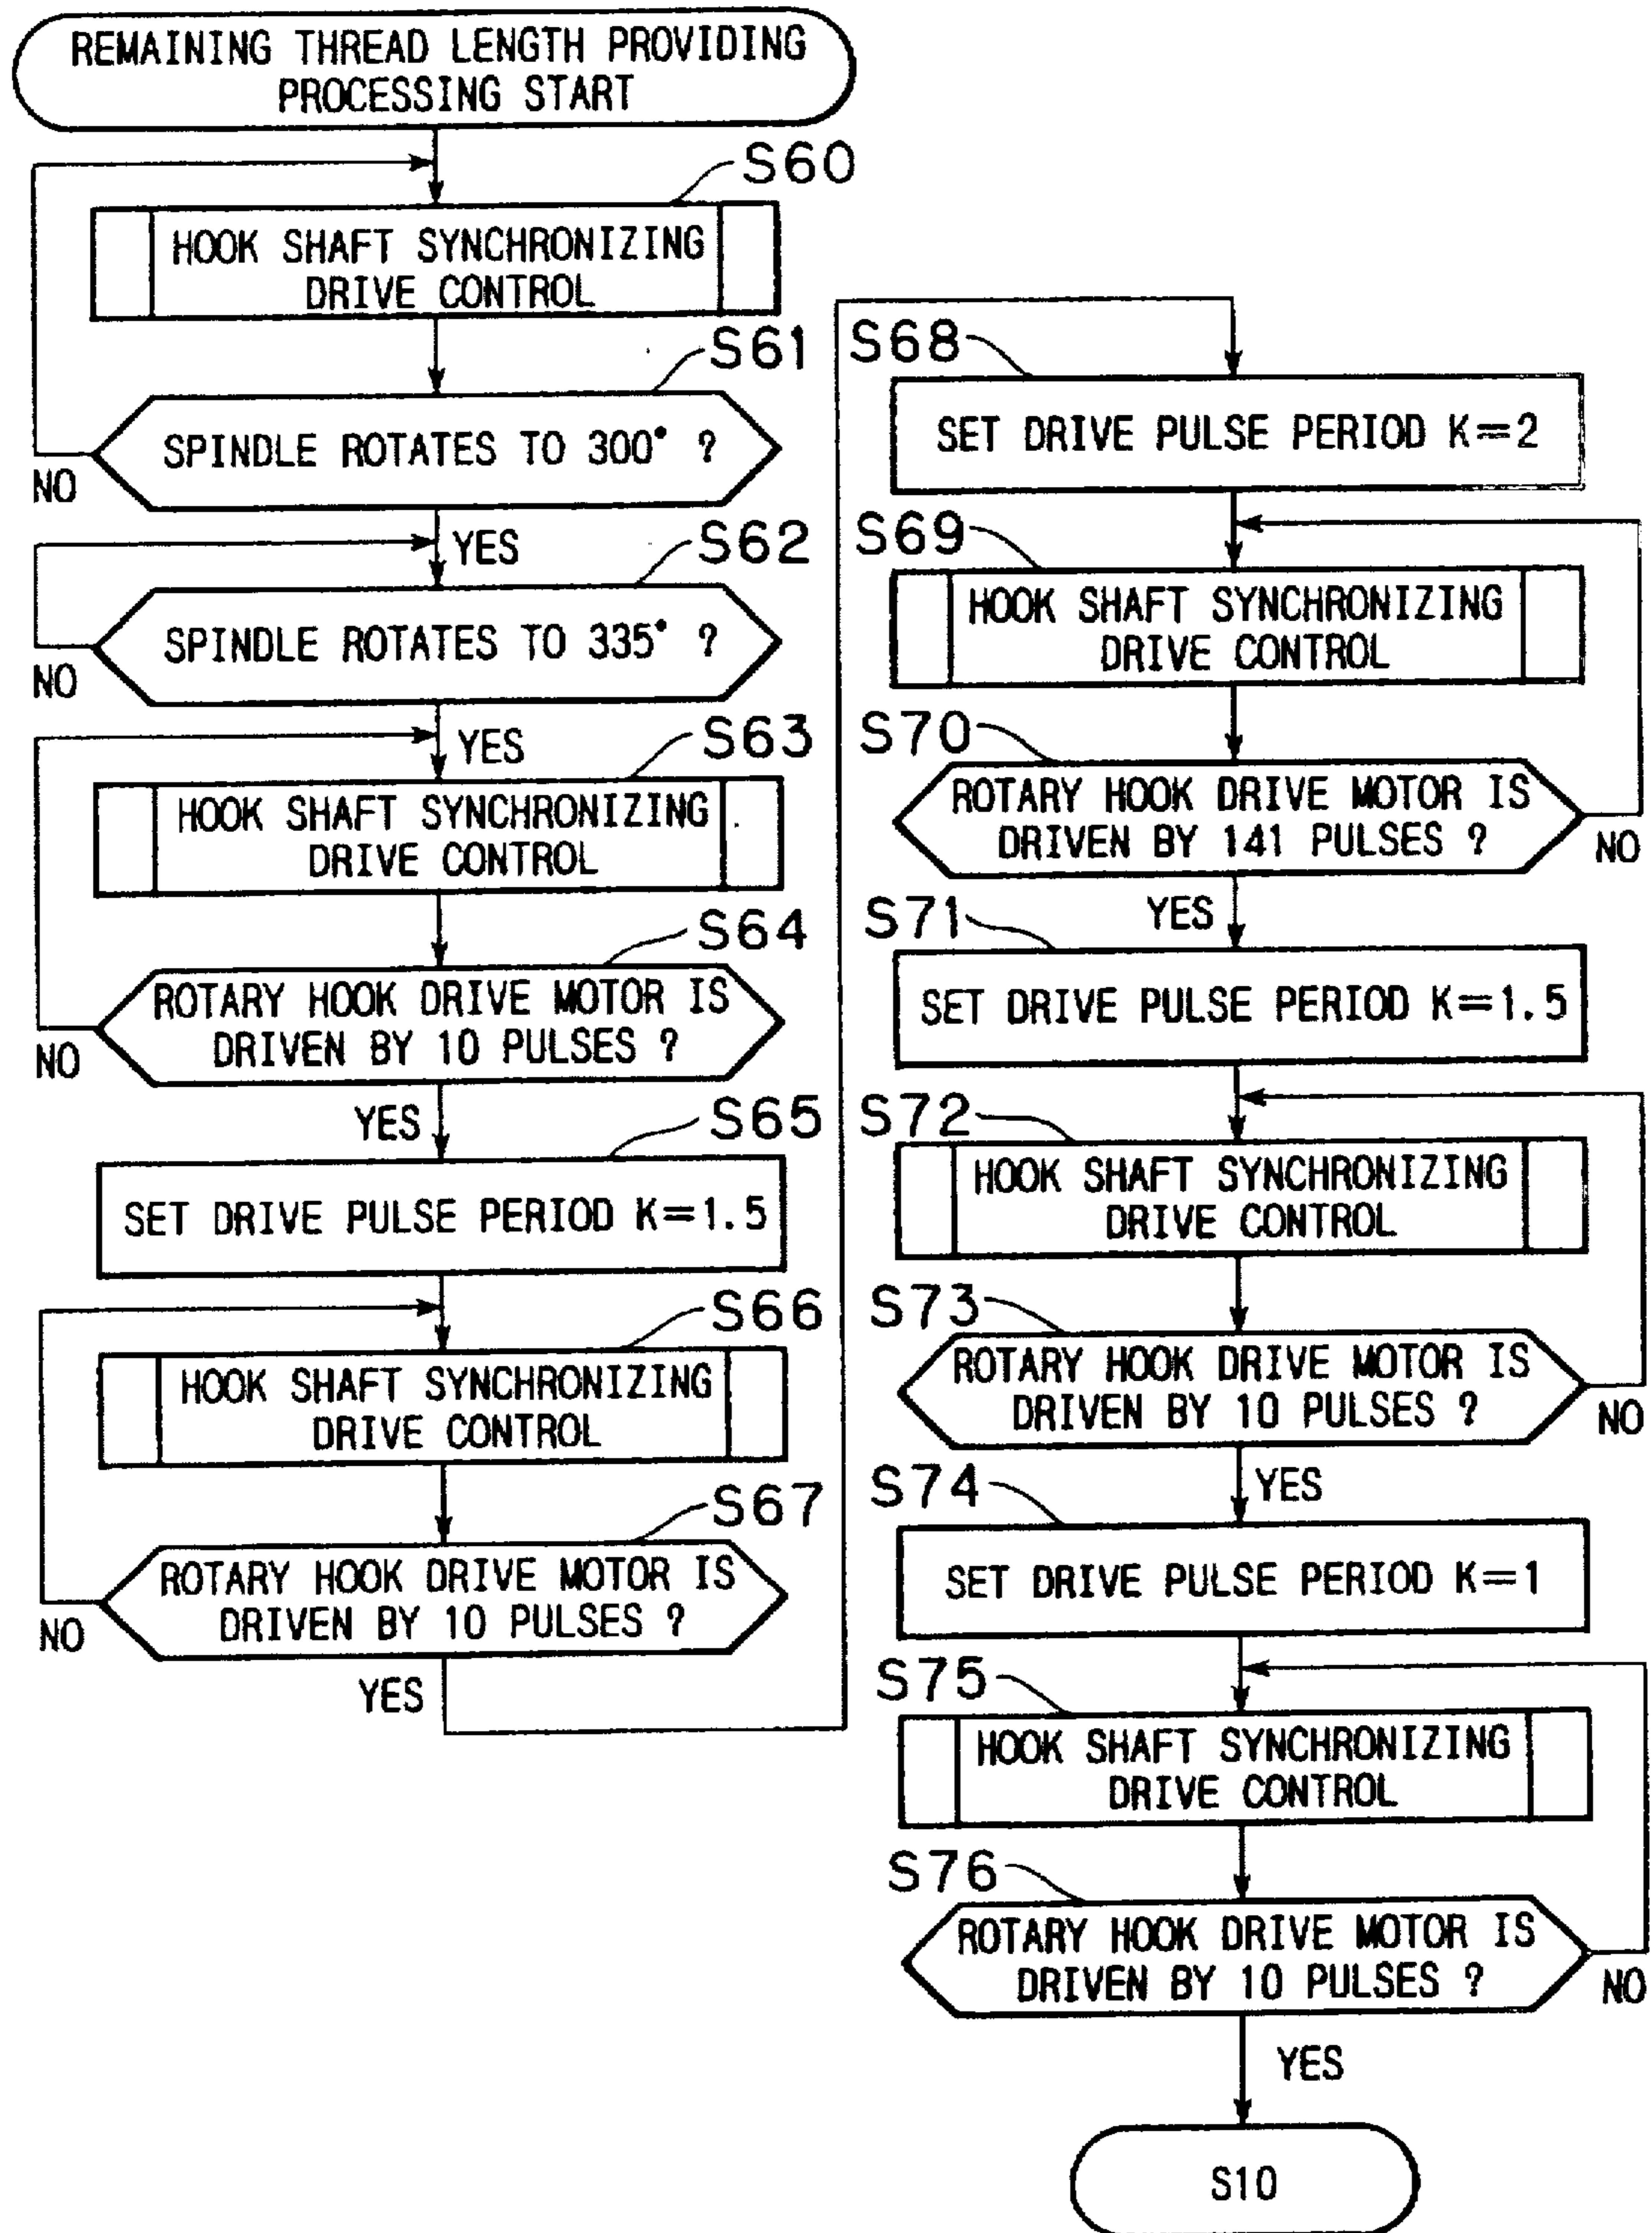 REMAINING THREAD LENGTH PROVIDING
PROCESSING START
S60
HOOK SHAFT SYNCHRONIZING
DRIVE CONTROL
S61
SPINDLE ROTATES TO 300° ?
NO
YES
S62
SPINDLE ROTATES TO 335° ?
NO
YES
S63
HOOK SHAFT SYNCHRONIZING
DRIVE CONTROL
S64
ROTARY HOOK DRIVE MOTOR IS
DRIVEN BY 10 PULSES ?
NO
YES
S65
SET DRIVE PULSE PERIOD K=1.5
S66
HOOK SHAFT SYNCHRONIZING
DRIVE CONTROL
S67
ROTARY HOOK DRIVE MOTOR IS
DRIVEN BY 10 PULSES ?
NO
YES
S68
SET DRIVE PULSE PERIOD K=2
S69
HOOK SHAFT SYNCHRONIZING
DRIVE CONTROL
S70
ROTARY HOOK DRIVE MOTOR IS
DRIVEN BY 141 PULSES ?
NO
YES
S71
SET DRIVE PULSE PERIOD K=1.5
S72
HOOK SHAFT SYNCHRONIZING
DRIVE CONTROL
S73
ROTARY HOOK DRIVE MOTOR IS
DRIVEN BY 10 PULSES ?
NO
YES
S74
SET DRIVE PULSE PERIOD K=1
S75
HOOK SHAFT SYNCHRONIZING
DRIVE CONTROL
S76
ROTARY HOOK DRIVE MOTOR IS
DRIVEN BY 10 PULSES ?
NO
YES
S10